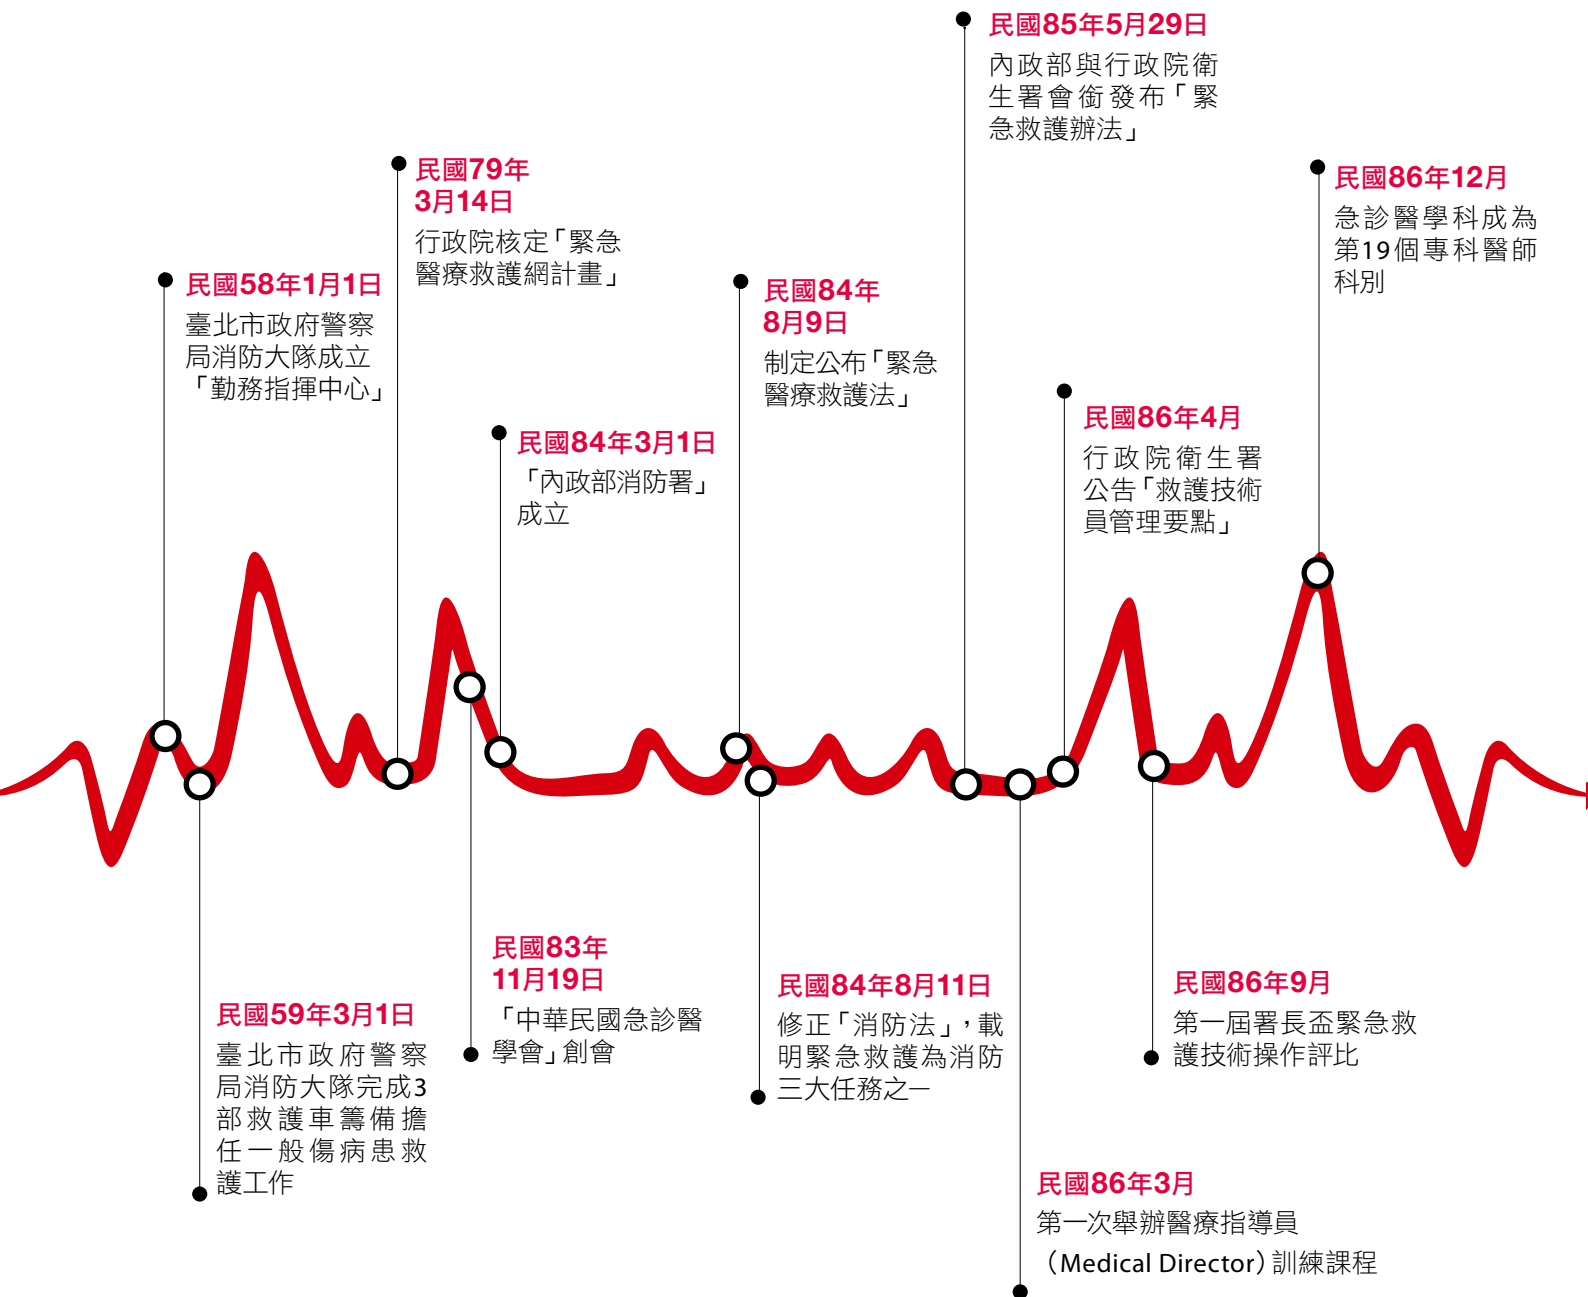 民國58年1月1日
臺北市政府警察
局消防大隊成立
「勤務指揮中心」
民國59年3月1日
臺北市政府警察
局消防大隊完成3
部救護車籌備擔
任一般傷病患救
護工作
民國79年
3月14日
行政院核定「緊急
醫療救護網計畫」
民國83年
11月19日
「中華民國急診醫
學會」創會
民國84年3月1日
「內政部消防署」
成立
民國84年
8月9日
制定公布「緊急
醫療救護法」
民國84年8月11日
修正「消防法」，載
明緊急救護為消防
三大任務之一
民國85年5月29日
內政部與行政院衛
生署會銜發布「緊
急救護辦法」
民國86年3月
第一次舉辦醫療指導員
（Medical Director）訓練課程
民國86年4月
行政院衛生署
公告「救護技術
員管理要點」
民國86年9月
第一屆署長盃緊急救
護技術操作評比
民國86年12月
急診醫學科成為
第19個專科醫師
科別